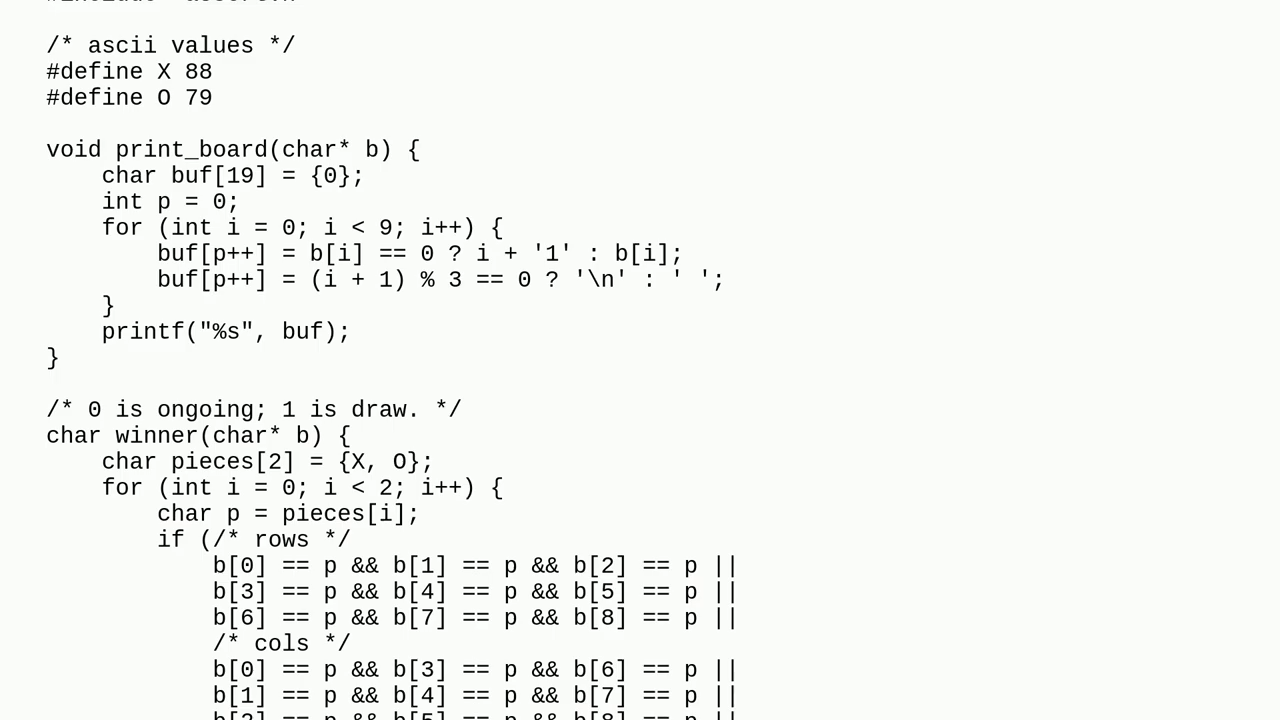 /* ascii values */
#define X 88
#define O 79
void print_board(char* b) {
    char buf[19] = {0};
    int p = 0;
    for (int i = 0; i < 9; i++) {
        buf[p++] = b[i] == 0 ? i + '1' : b[i];
        buf[p++] = (i + 1) % 3 == 0 ? '\n' : ' ';
    }
    printf("%s", buf);
}
/* 0 is ongoing; 1 is draw. */
char winner(char* b) {
    char pieces[2] = {X, O};
    for (int i = 0; i < 2; i++) {
        char p = pieces[i];
        if (/* rows */
            b[0] == p && b[1] == p && b[2] == p ||
            b[3] == p && b[4] == p && b[5] == p ||
            b[6] == p && b[7] == p && b[8] == p ||
            /* cols */
            b[0] == p && b[3] == p && b[6] == p ||
            b[1] == p && b[4] == p && b[7] == p ||